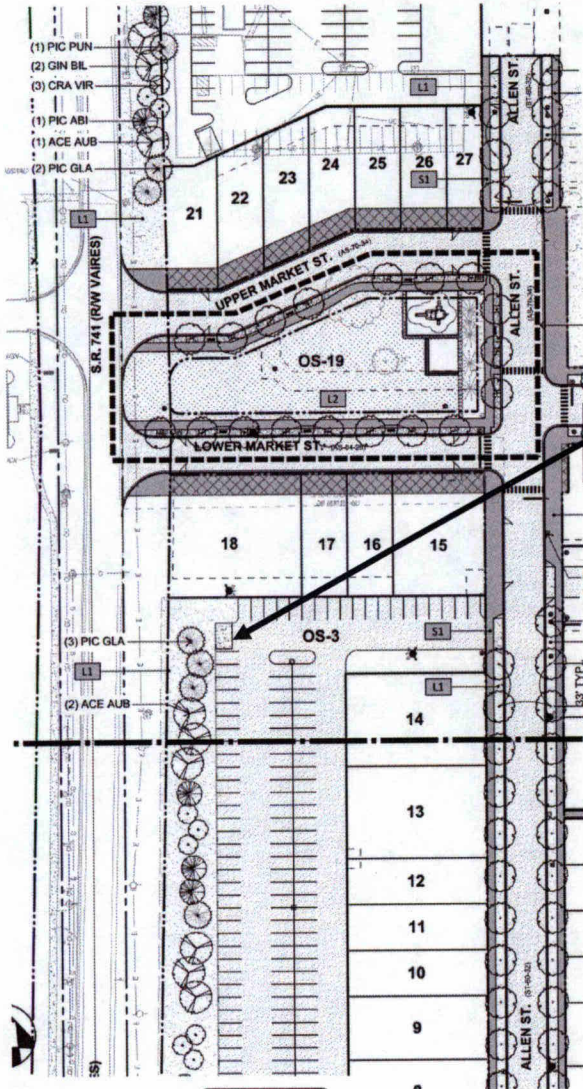 (1) PIC PUN
(2) GIN BIL
(3) CRA VIR
(1) PIC ABI
(1) ACE AUB
(2) PIC GLA
L1
ALLEN ST.
S1
21
22
23
24
25
26
27
L1
S.R. 741 (R/W VARIES)
UPPER MARKET ST.
ALLEN ST.
OS-19
L2
LOWER MARKET ST.
18
17
16
15
(3) PIC GLA
OS-3
S1
L1
L1
(2) ACE AUB
14
33' TYP.
13
12
11
10
9
ALLEN ST.
8